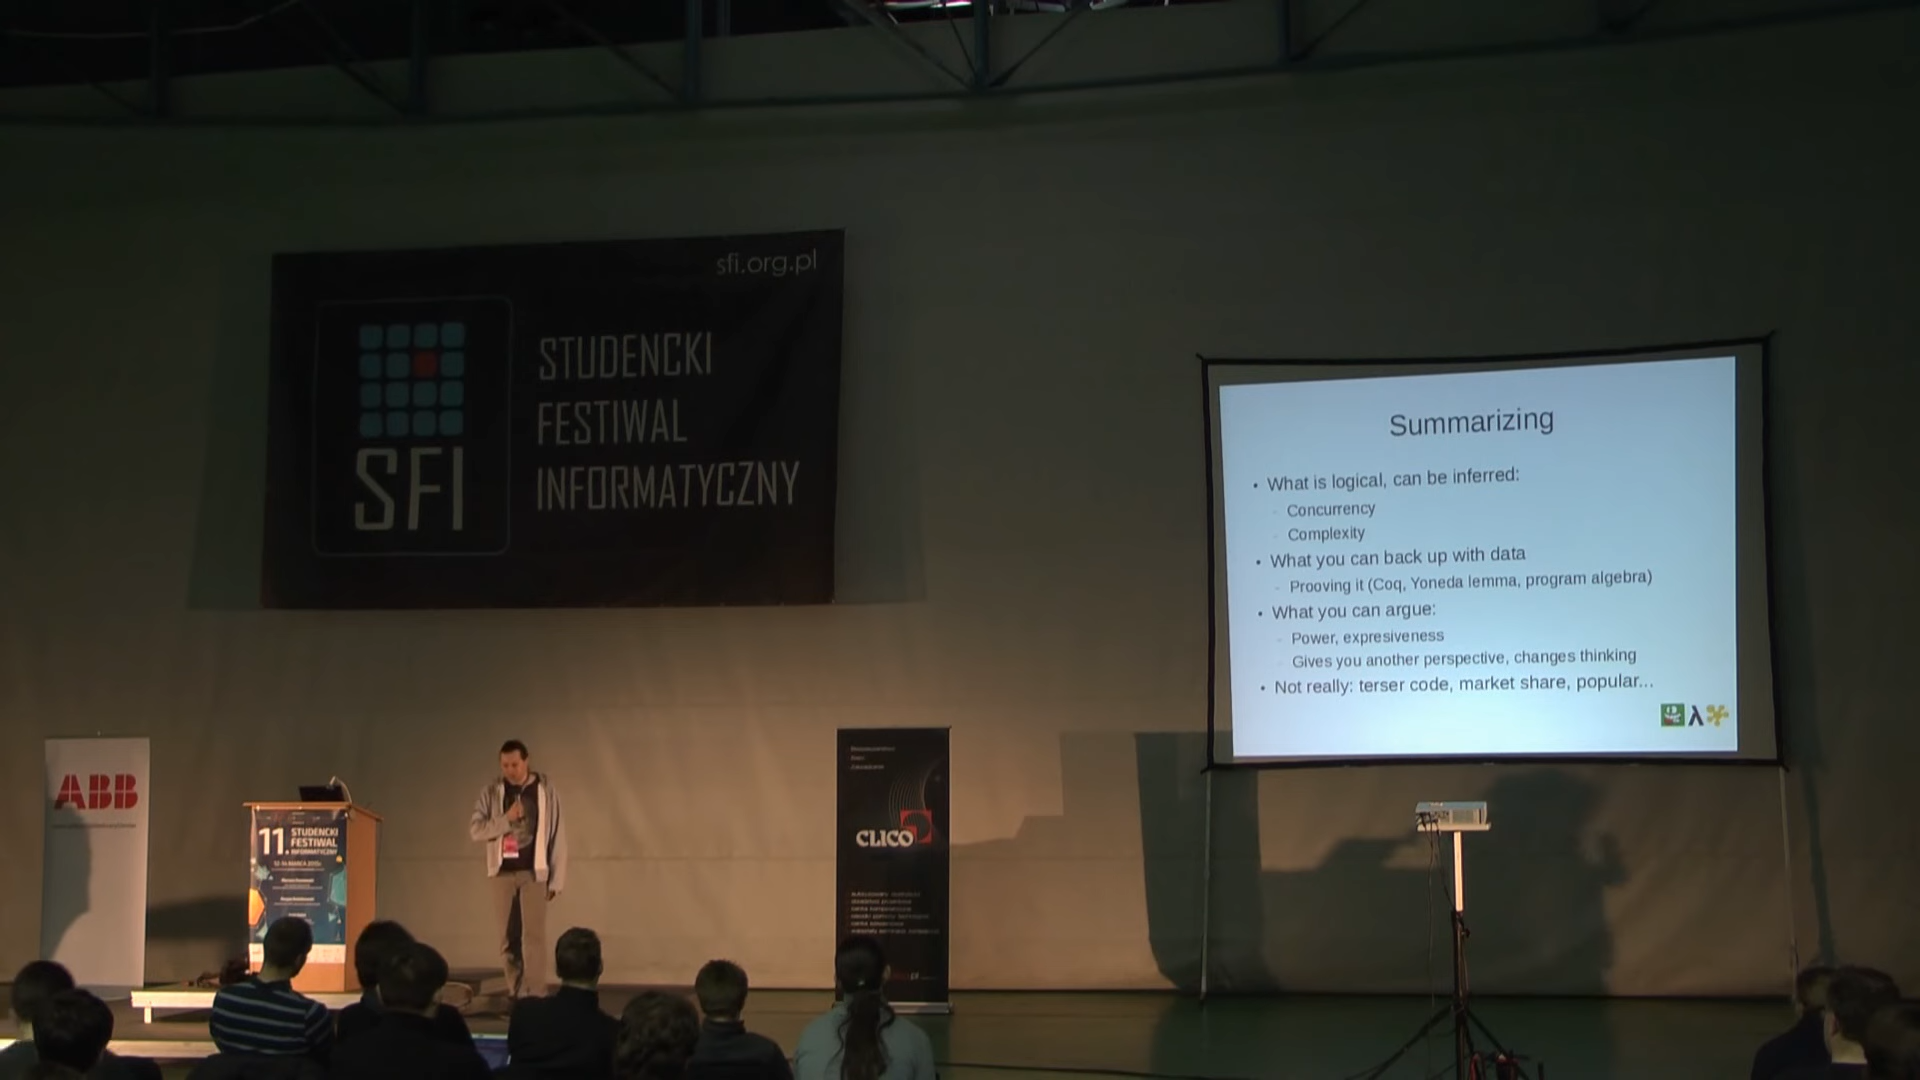 sfi.org.pl
SFI
STUDENCKI
FESTIWAL
INFORMATYCZNY
Summarizing
• What is logical, can be inferred:
- Concurrency
- Complexity
• What you can back up with data
- Prooving it (Coq, Yoneda lemma, program algebra)
• What you can argue:
- Power, expresiveness
- Gives you another perspective, changes thinking
• Not really: terser code, market share, popular...
λ
ABB
11.
STUDENCKI
FESTIWAL
INFORMATYCZNY
CLICO